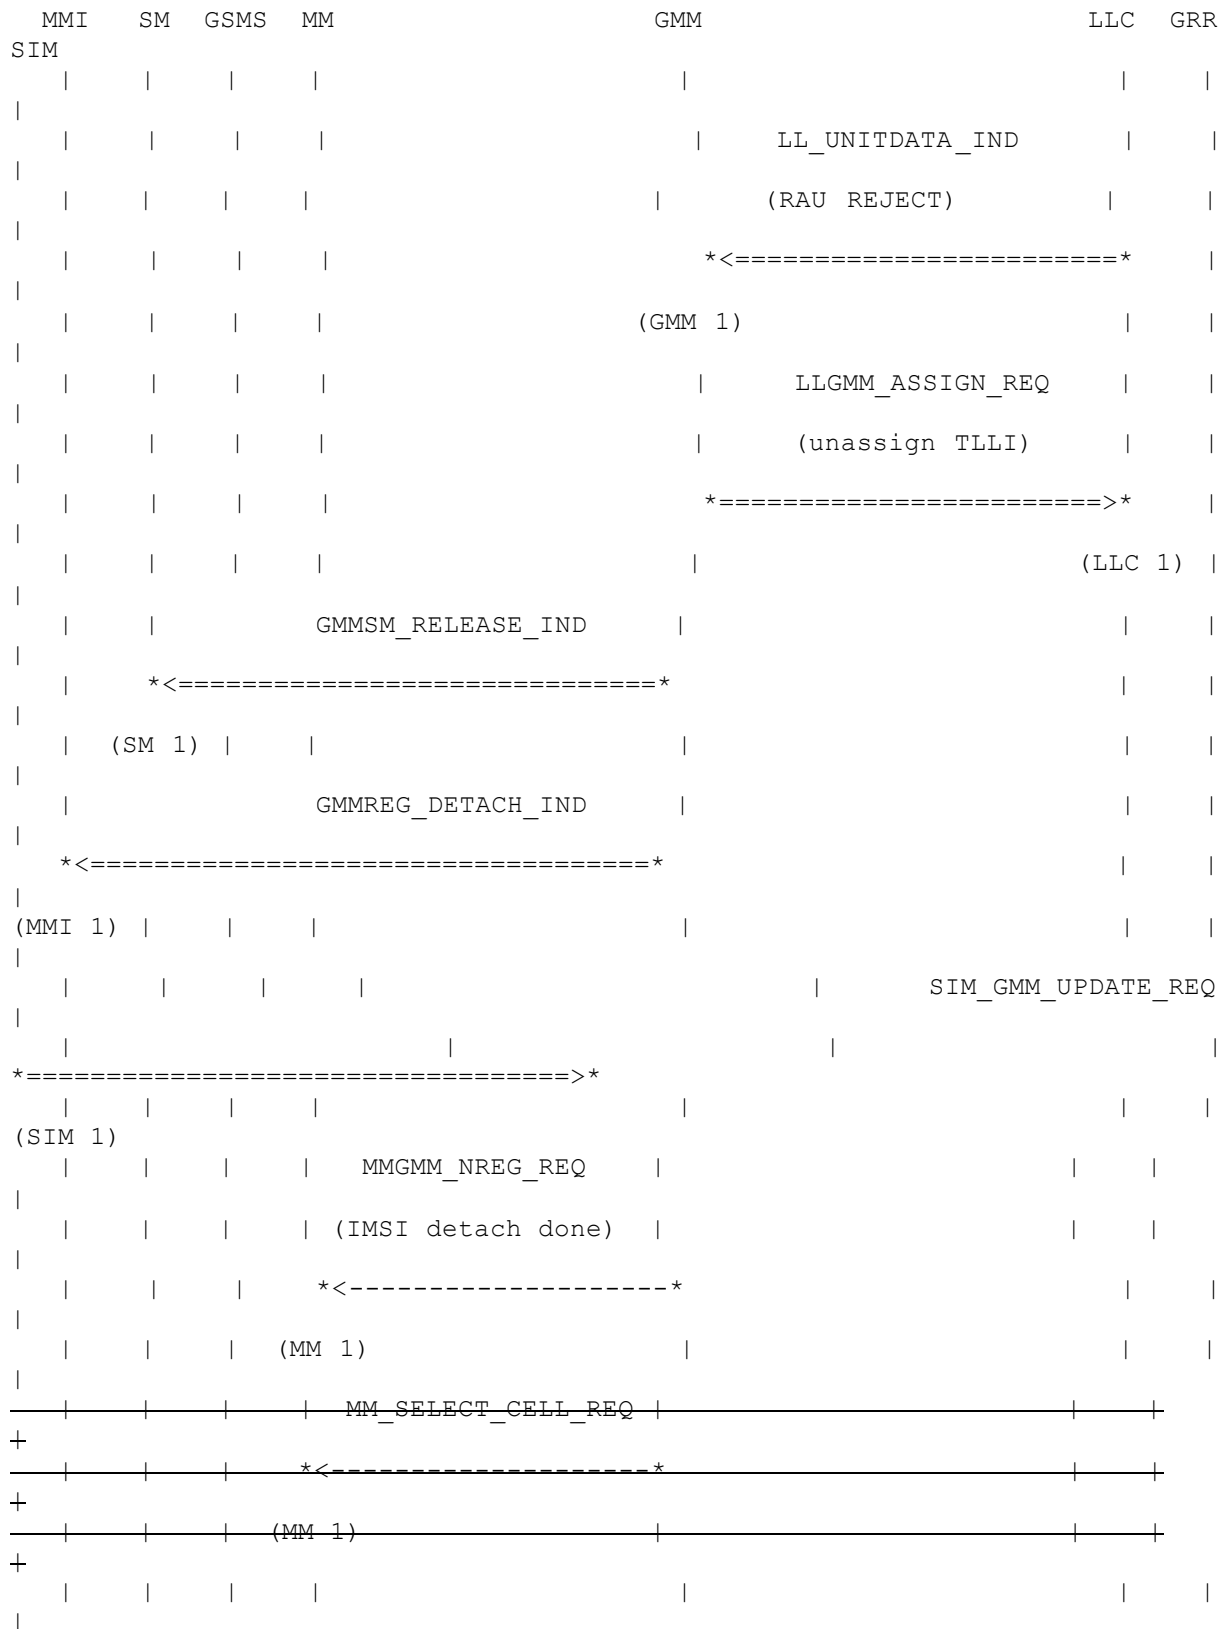 MMI SM GSMS MM GMM LLC GRR
SIM
| | | | | | |
|
| | | | | LL_UNITDATA_IND | |
|
| | | | | (RAU REJECT) | |
|
| | | | *<========================* |
|
| | | | (GMM 1) | |
|
| | | | | LLGMM_ASSIGN_REQ | |
|
| | | | | (unassign TLLI) | |
|
| | | | *========================>* |
|
| | | | | (LLC 1) |
|
| | GMMSM_RELEASE_IND | | |
|
| *<==============================* | |
|
| (SM 1) | | | | |
|
| GMMREG_DETACH_IND | | |
|
*<===================================* | |
|
(MMI 1) | | | | | |
|
| | | | | SIM_GMM_UPDATE_REQ
|
| | | |
*==================================>*
| | | | | | |
(SIM 1)
| | | | MMGMM_NREG_REQ | | |
|
| | | | (IMSI detach done) | | |
|
| | | *<--------------------* | |
|
| | | (MM 1) | | |
|
| | | | MM_SELECT_CELL_REQ | | |
|
| | | *<--------------------* | |
|
| | | (MM 1) | | |
|
| | | | | | |
|